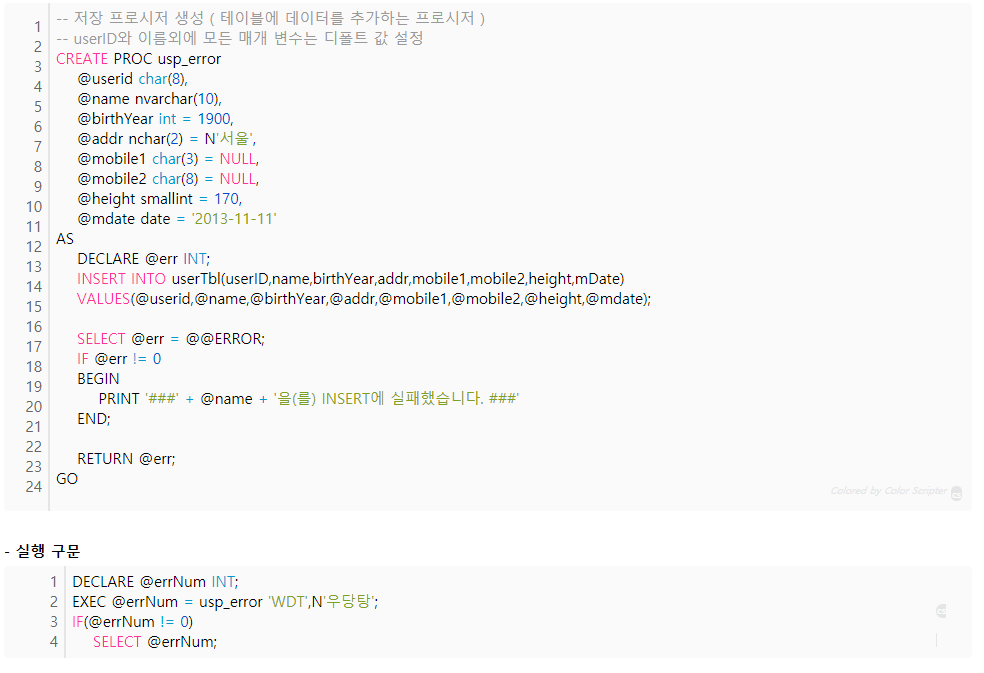 1 -- 저장 프로시저 생성 ( 테이블에 데이터를 추가하는 프로시저 )
2 -- userID와 이름외에 모든 매개 변수는 디폴트 값 설정
3 CREATE PROC usp_error
4 @userid char(8),
5 @name nvarchar(10),
6 @birthYear int = 1900,
7 @addr nchar(2) = N'서울',
8 @mobile1 char(3) = NULL,
9 @mobile2 char(8) = NULL,
10 @height smallint = 170,
11 @mdate date = '2013-11-11'
12 AS
13 DECLARE @err INT;
14 INSERT INTO userTbl(userID,name,birthYear,addr,mobile1,mobile2,height,mDate)
15 VALUES(@userid,@name,@birthYear,@addr,@mobile1,@mobile2,@height,@mdate);
16
17 SELECT @err = @@ERROR;
18 IF @err != 0
19 BEGIN
20 PRINT '###' + @name + '을(를) INSERT에 실패했습니다. ###'
21 END;
22
23 RETURN @err;
24 GO
Colored by Color Scripter cs
- 실행 구문
1 DECLARE @errNum INT;
2 EXEC @errNum = usp_error 'WDT',N'우당탕';
3 IF(@errNum != 0)
4 SELECT @errNum;
cs